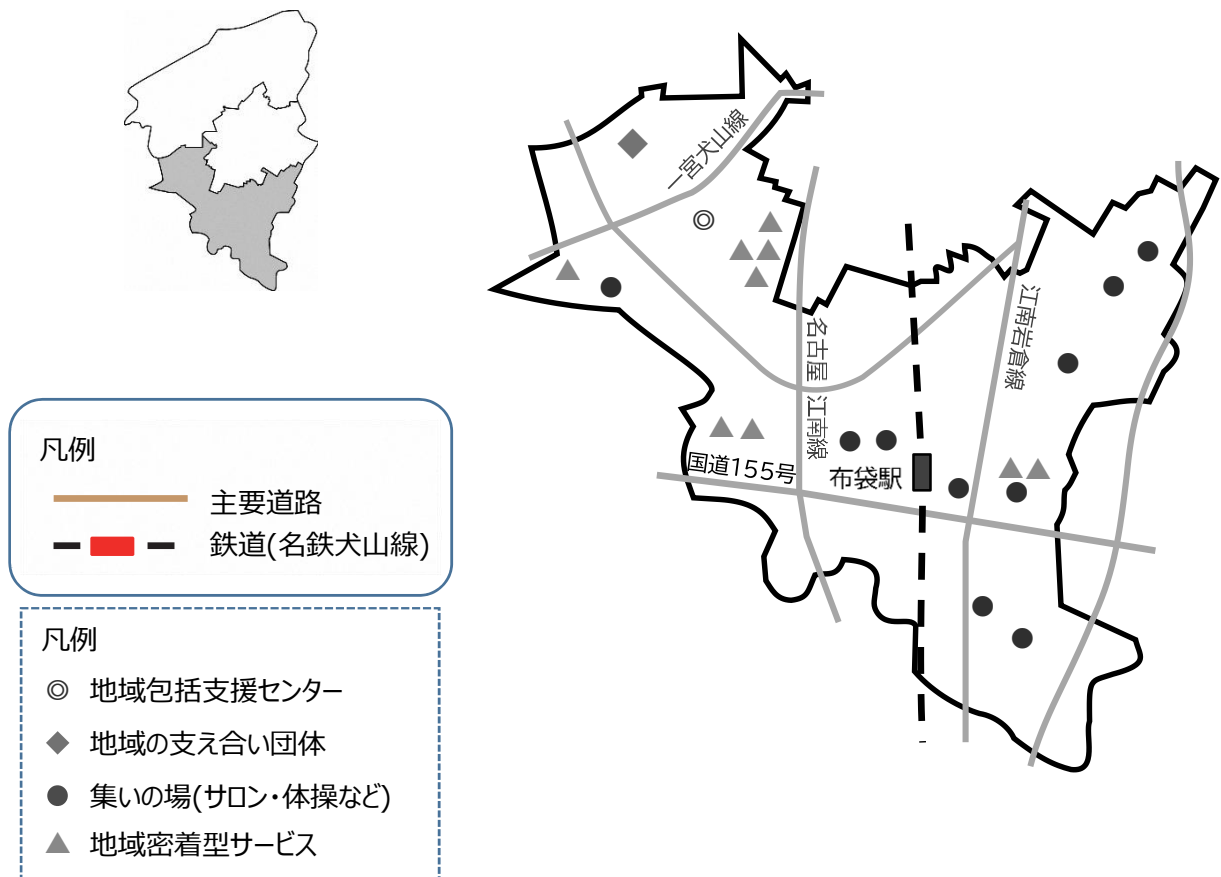 一宮犬山線
名古屋江南線
江南岩倉線
国道155号
布袋駅
凡例
主要道路
鉄道(名鉄犬山線)
凡例
◎ 地域包括支援センター
◆ 地域の支え合い団体
● 集いの場(サロン・体操など)
▲ 地域密着型サービス